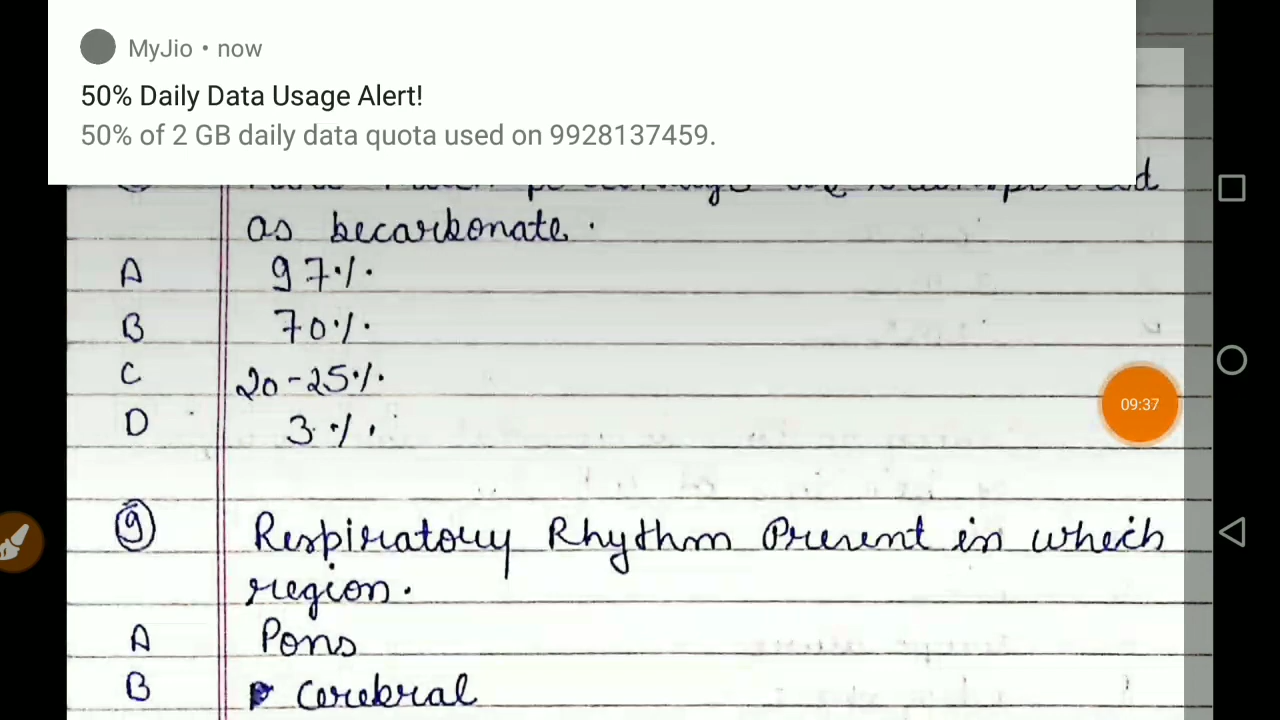 MyJio • now
50% Daily Data Usage Alert!
50% of 2 GB daily data quota used on 9928137459.
as becarbonate.
A 97%.
B 70%.
C 20-25%.
09:37
D 3%.
9 Respiratory Rhythm Present in which
region.
A Pons
B Cerebral